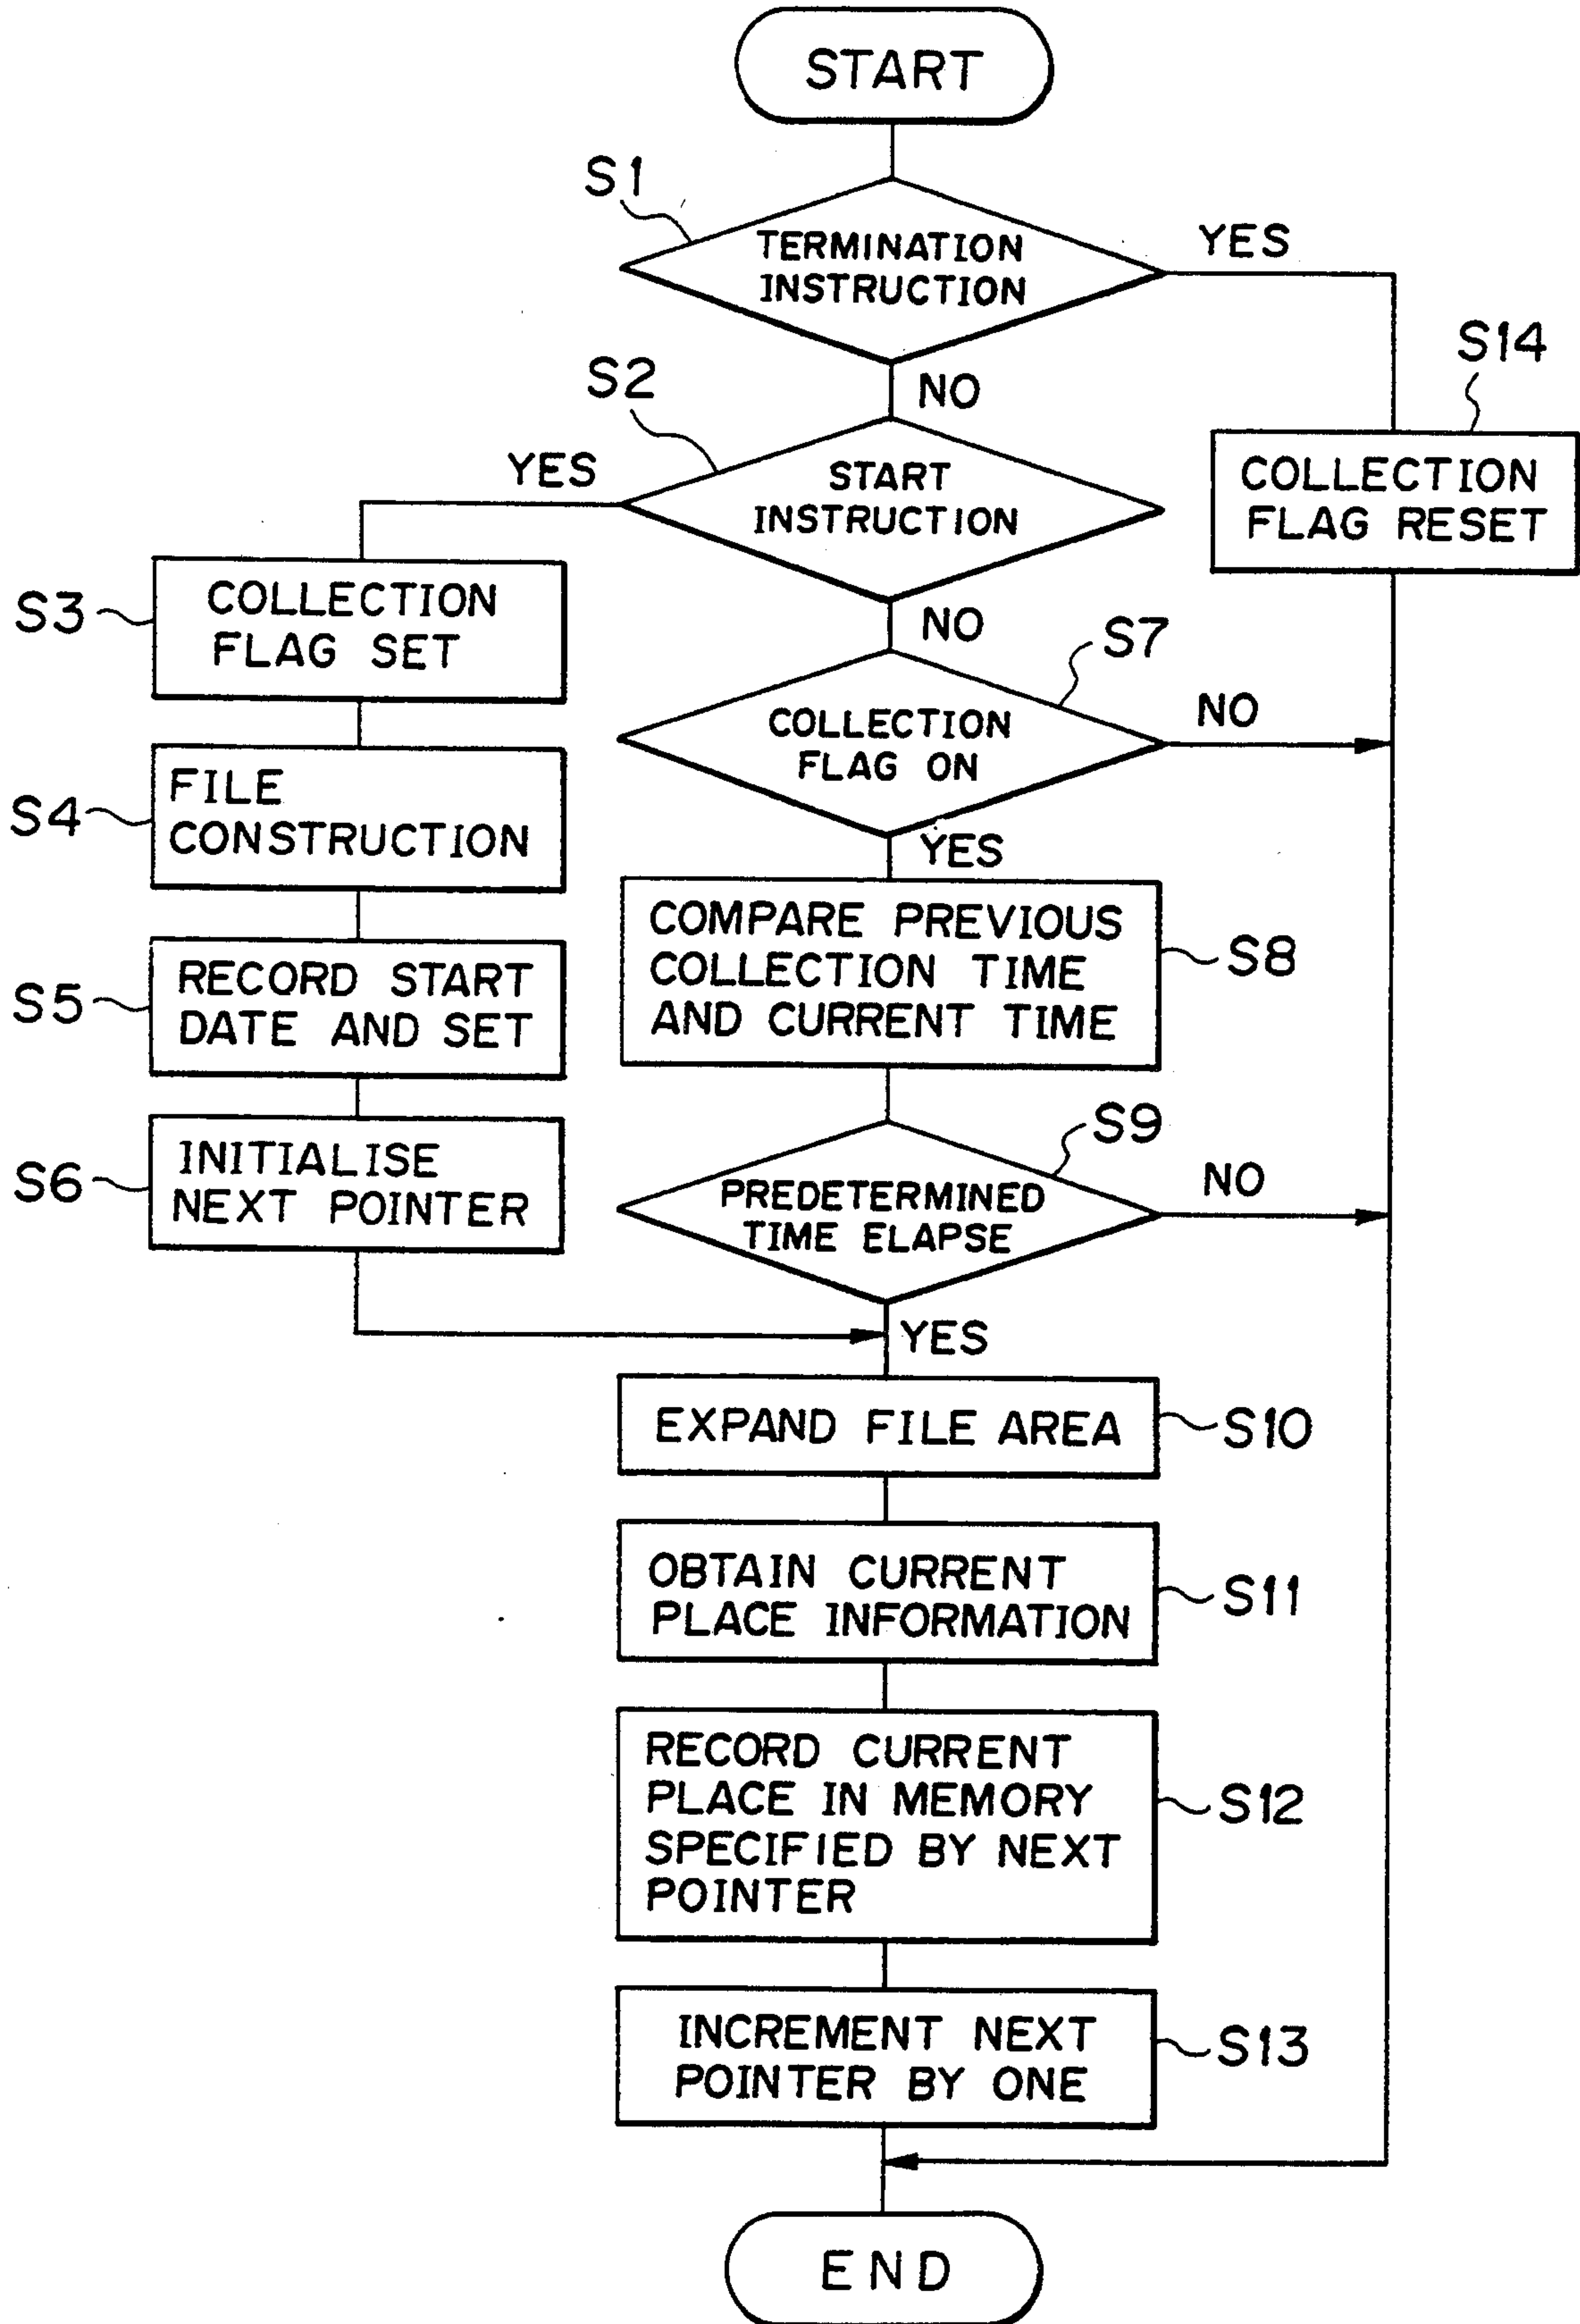 START
S1
TERMINATION
INSTRUCTION
YES
NO
S14
COLLECTION
FLAG RESET
S2
START
INSTRUCTION
YES
NO
S3
COLLECTION
FLAG SET
S4
FILE
CONSTRUCTION
S5
RECORD START
DATE AND SET
S6
INITIALISE
NEXT POINTER
S7
COLLECTION
FLAG ON
NO
YES
COMPARE PREVIOUS
COLLECTION TIME
AND CURRENT TIME
S8
S9
PREDETERMINED
TIME ELAPSE
NO
YES
EXPAND FILE AREA
S10
OBTAIN CURRENT
PLACE INFORMATION
S11
RECORD CURRENT
PLACE IN MEMORY
SPECIFIED BY NEXT
POINTER
S12
INCREMENT NEXT
POINTER BY ONE
S13
END